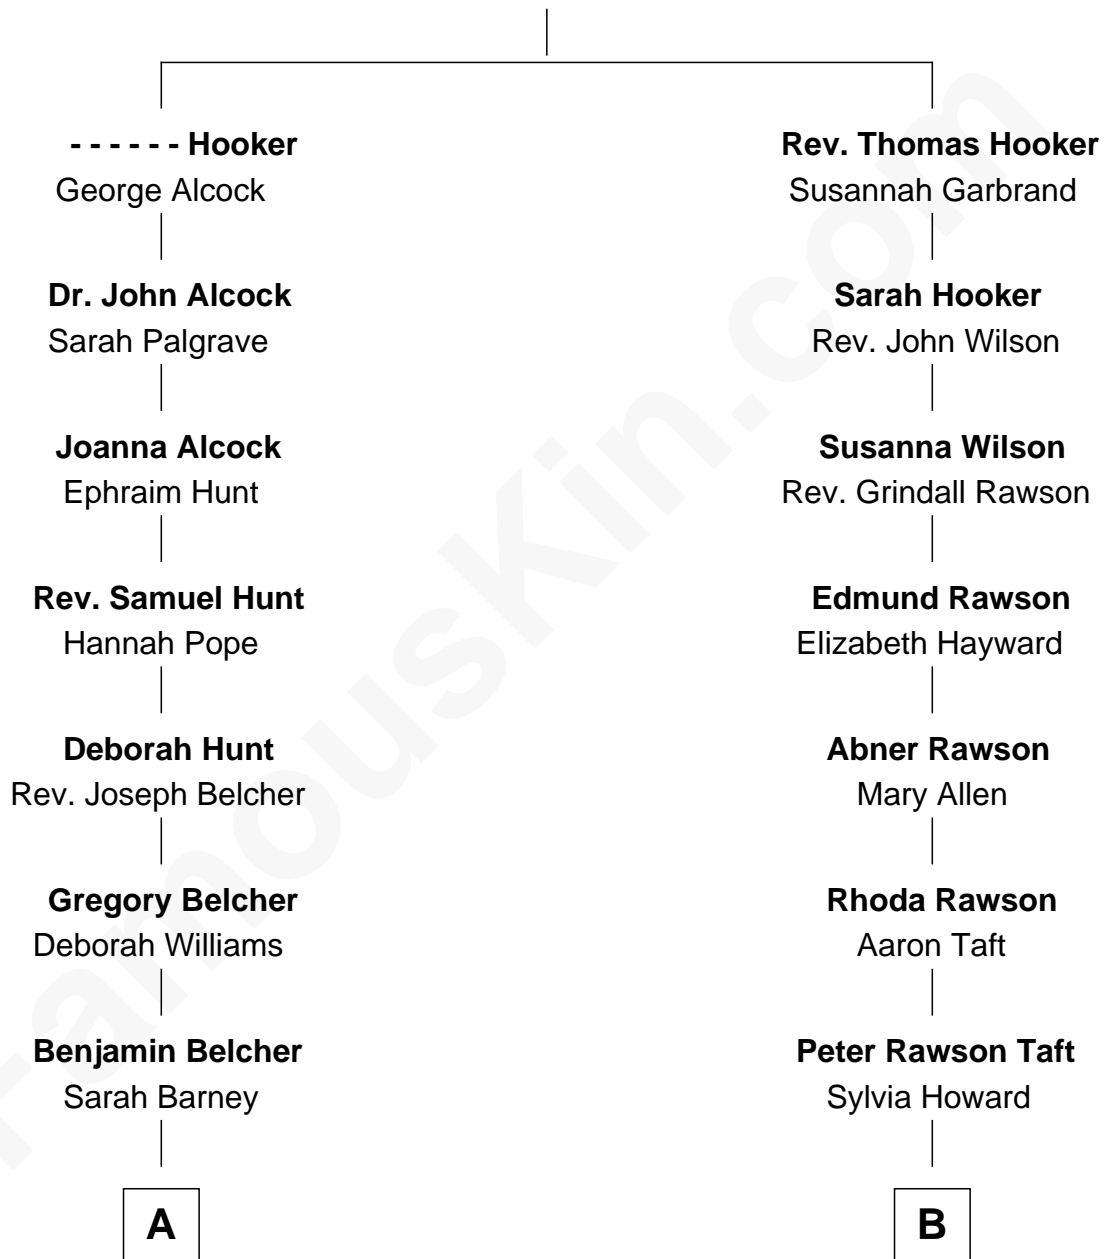 - - - - - - Hooker
George Alcock
Dr. John Alcock
Sarah Palgrave
Joanna Alcock
Ephraim Hunt
Rev. Samuel Hunt
Hannah Pope
Deborah Hunt
Rev. Joseph Belcher
Gregory Belcher
Deborah Williams
Benjamin Belcher
Sarah Barney
A
Rev. Thomas Hooker
Susannah Garbrand
Sarah Hooker
Rev. John Wilson
Susanna Wilson
Rev. Grindall Rawson
Edmund Rawson
Elizabeth Hayward
Abner Rawson
Mary Allen
Rhoda Rawson
Aaron Taft
Peter Rawson Taft
Sylvia Howard
B
FamousKin.com